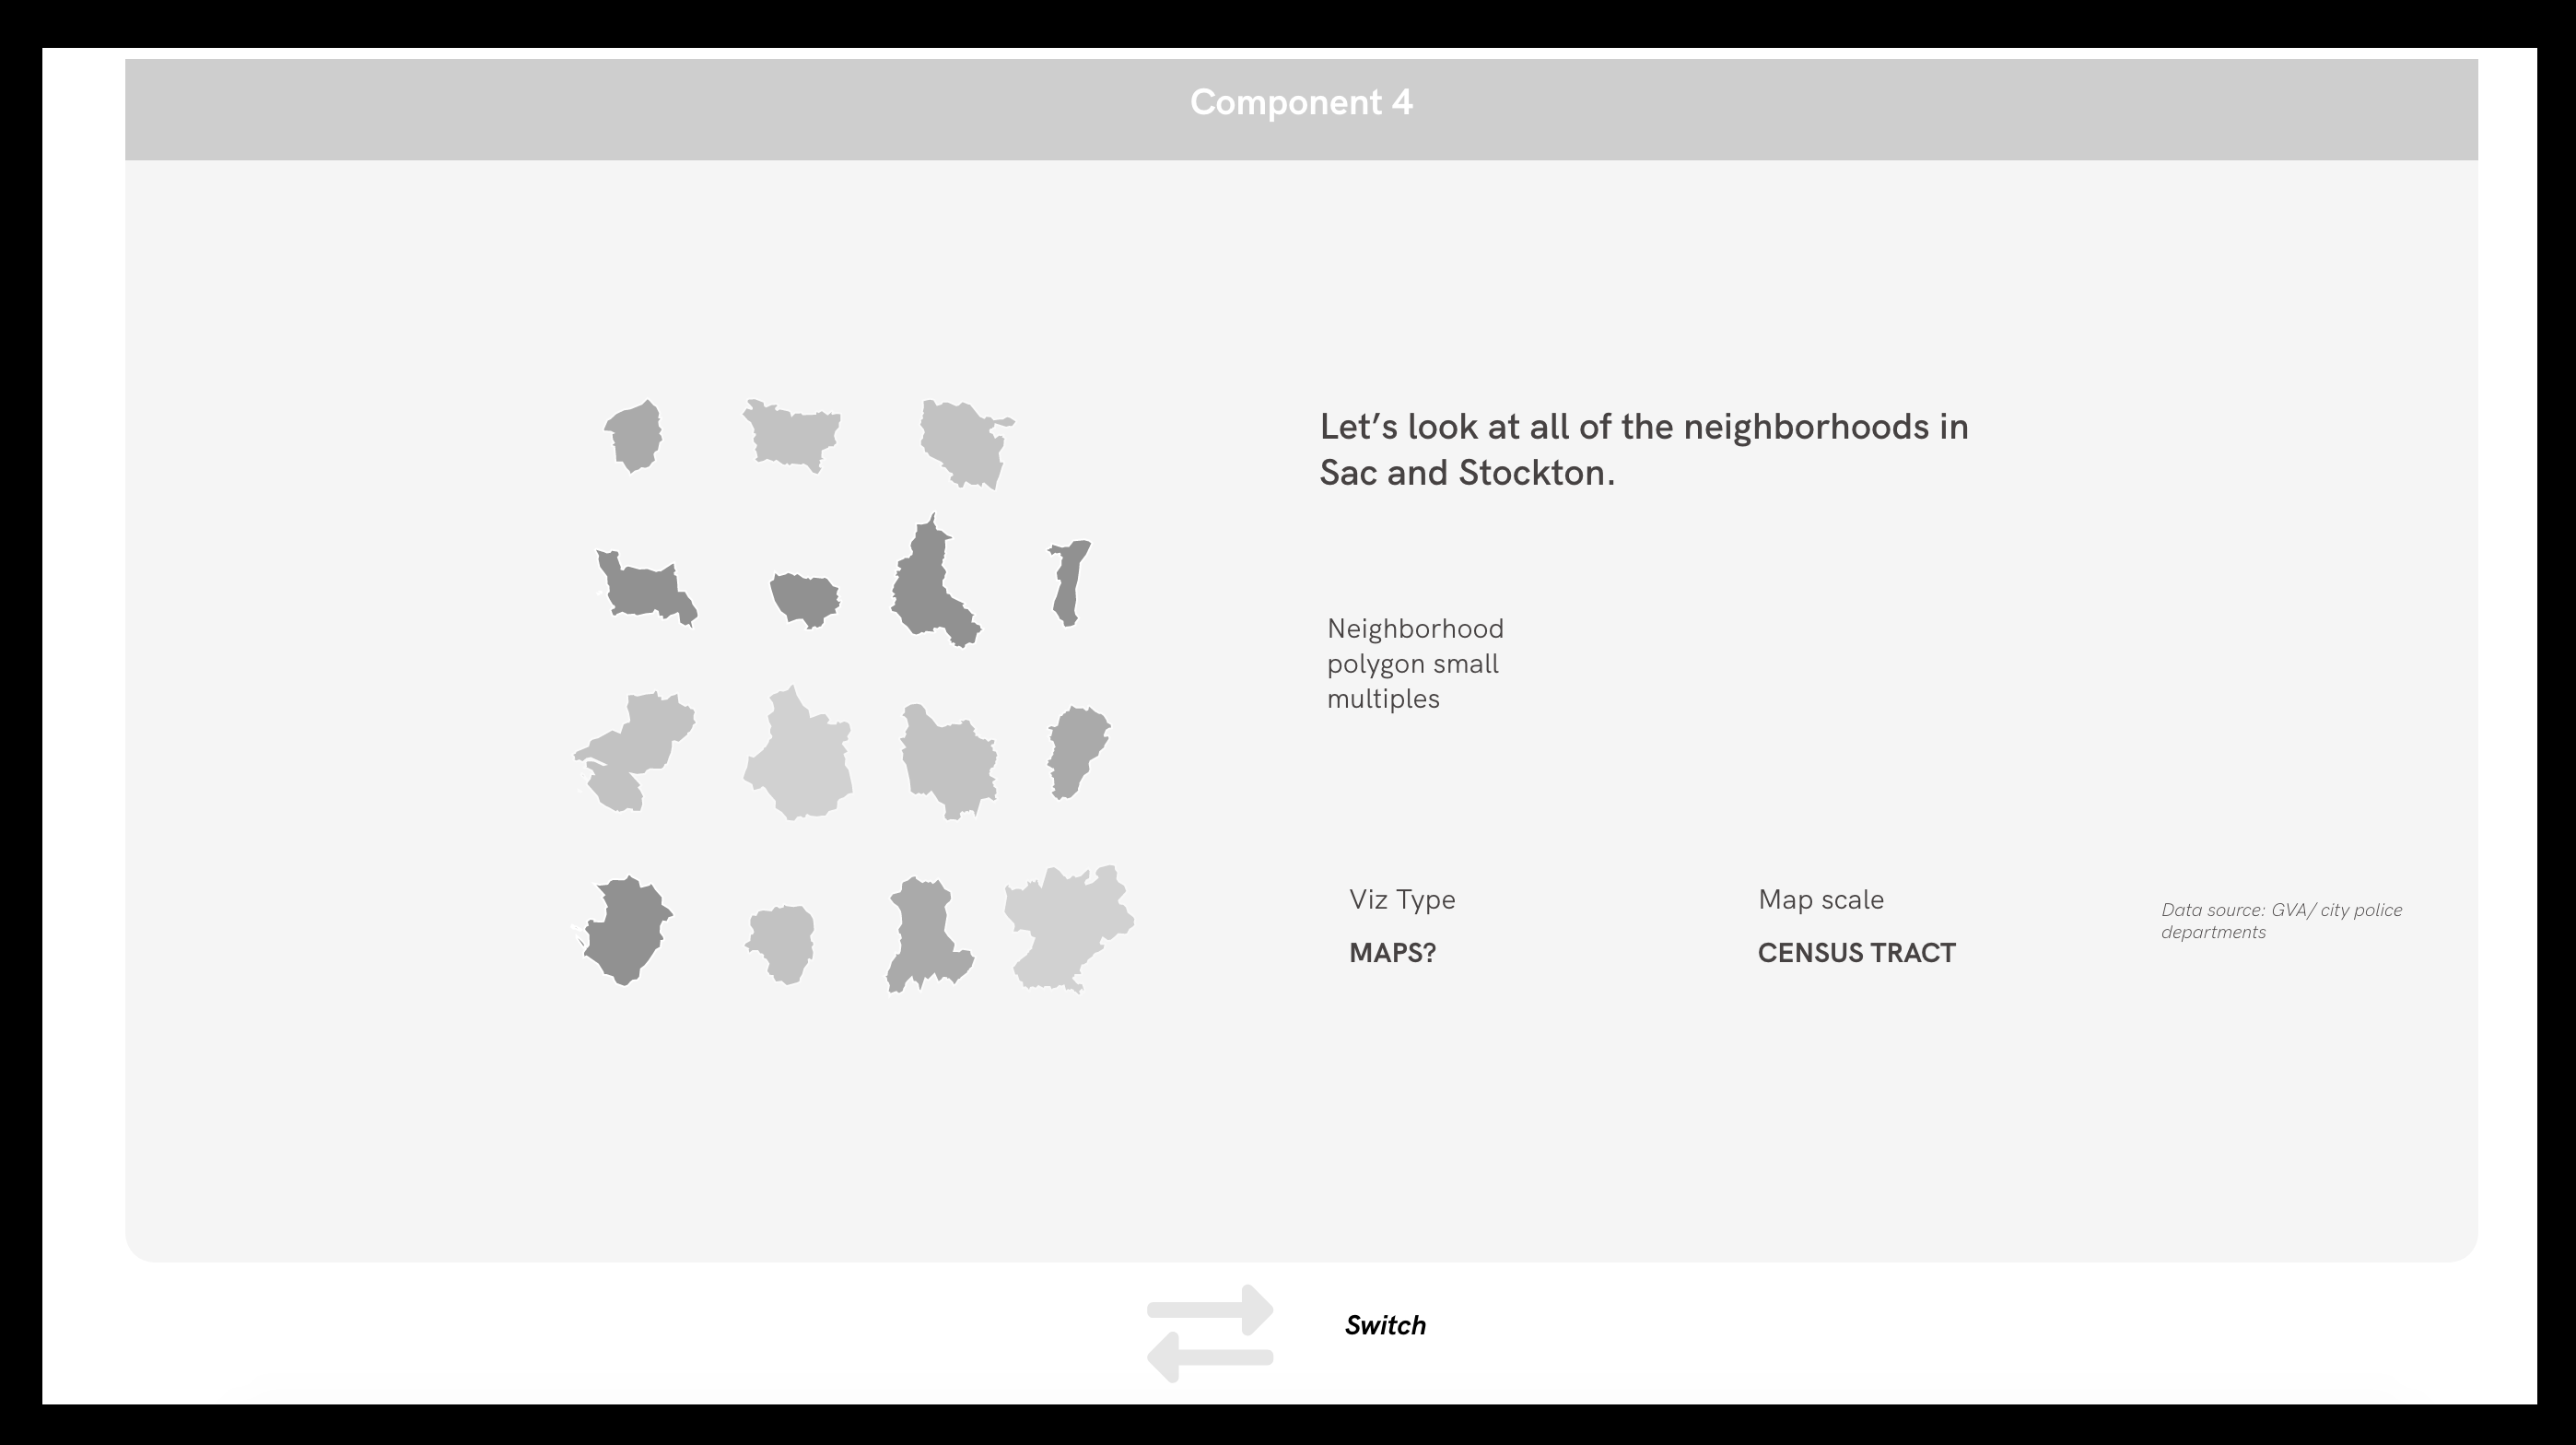 Component 4
Let’s look at all of the neighborhoods in
Sac and Stockton.
Neighborhood
polygon small
multiples
Viz Type
MAPS?
Map scale
CENSUS TRACT
Data source: GVA/ city police
departments
Switch